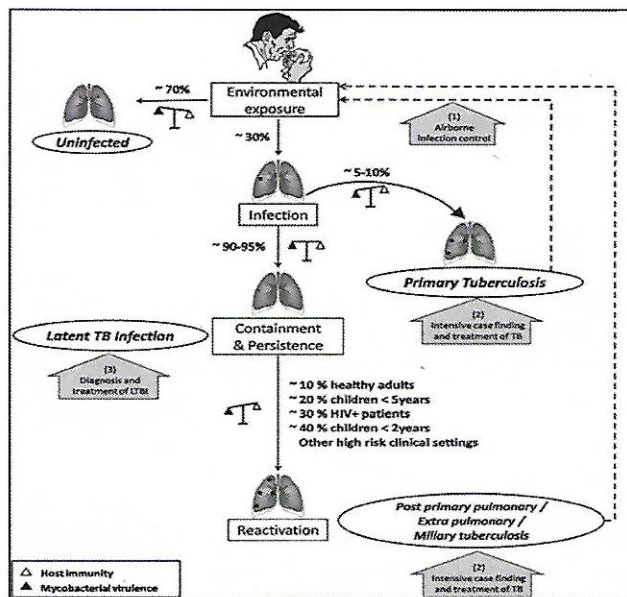 ~ 70%
Environmental
exposure
(1)
Airborne
Infection control
Uninfected
~ 30%
~ 5-10%
Infection
~ 90-95%
Primary Tuberculosis
(2)
Intensive case finding
and treatment of TB
Latent TB Infection
Containment
& Persistence
(3)
Diagnosis and
treatment of LTBI
~ 10 % healthy adults
~ 20 % children < 5years
~ 30 % HIV+ patients
~ 40 % children < 2years
Other high risk clinical settings
Reactivation
Post primary pulmonary /
Extra pulmonary /
Miliary tuberculosis
(2)
Intensive case finding
and treatment of TB
△ Host immunity
▲ Mycobacterial virulence